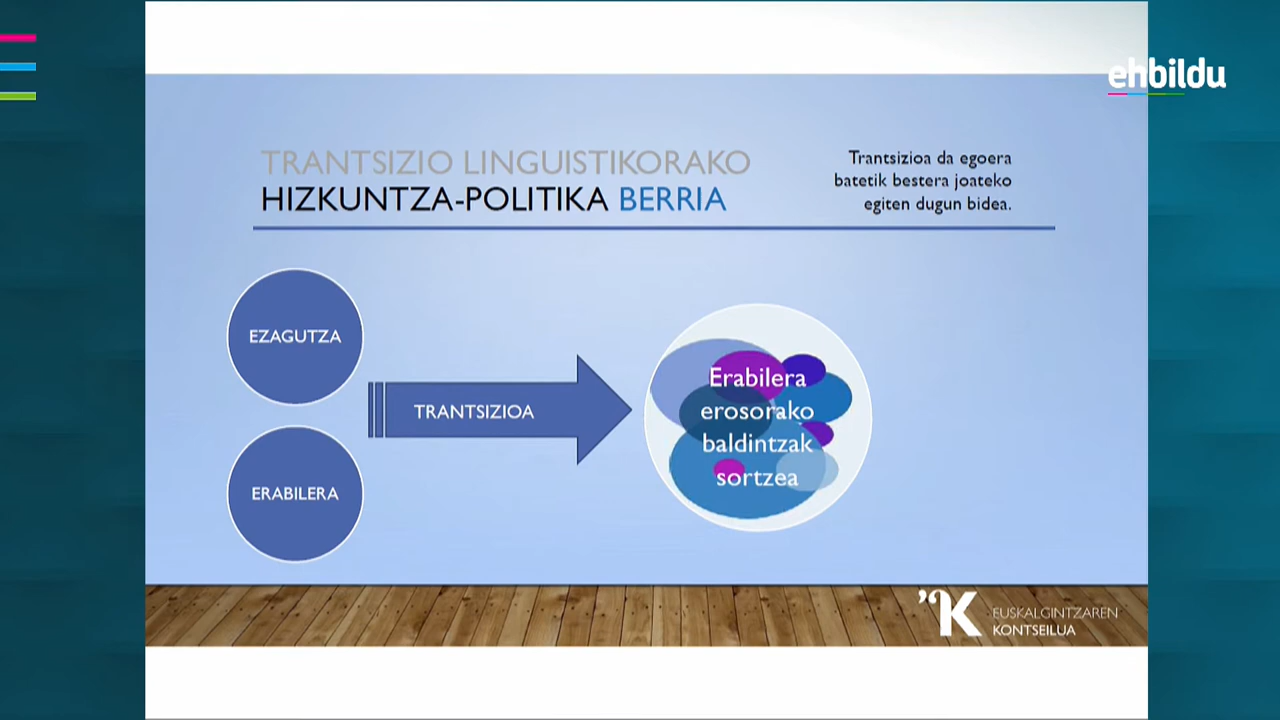 ehbildu
TRANTSIZIO LINGUISTIKORAKO
HIZKUNTZA-POLITIKA BERRIA
Trantsizioa da egoera
batetik bestera joateko
egiten dugun bidea.
EZAGUTZA
ERABILERA
TRANTSIZIOA
Erabilera
erosorako
baldintzak
sortzea
"K
EUSKALGINTZAREN
KONTSEILUA